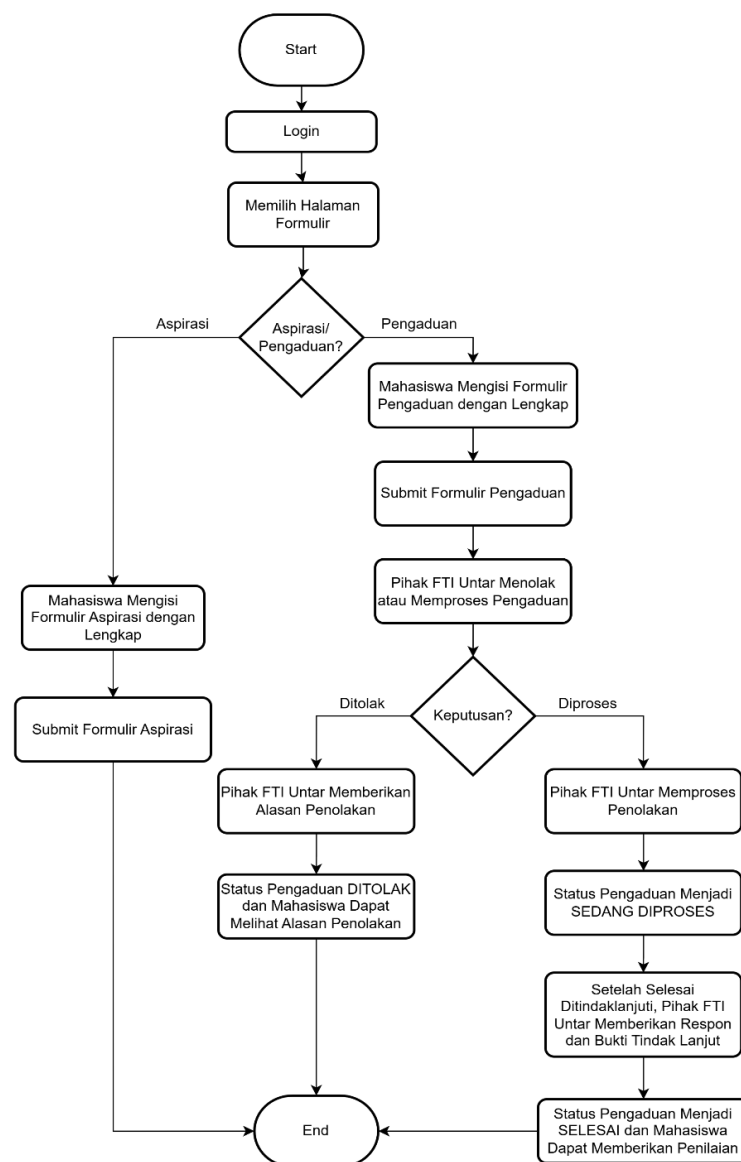 Start
Login
Memilih Halaman
Formulir
Aspirasi/
Pengaduan?
Aspirasi
Pengaduan
Mahasiswa Mengisi Formulir
Pengaduan dengan Lengkap
Submit Formulir Pengaduan
Pihak FTI Untar Menolak
atau Memproses Pengaduan
Mahasiswa Mengisi
Formulir Aspirasi dengan
Lengkap
Submit Formulir Aspirasi
Keputusan?
Ditolak
Diproses
Pihak FTI Untar Memberikan
Alasan Penolakan
Status Pengaduan DITOLAK
dan Mahasiswa Dapat
Melihat Alasan Penolakan
Pihak FTI Untar Memproses
Penolakan
Status Pengaduan Menjadi
SEDANG DIPROSES
Setelah Selesai
Ditindaklanjuti, Pihak FTI
Untar Memberikan Respon
dan Bukti Tindak Lanjut
Status Pengaduan Menjadi
SELESAI dan Mahasiswa
Dapat Memberikan Penilaian
End